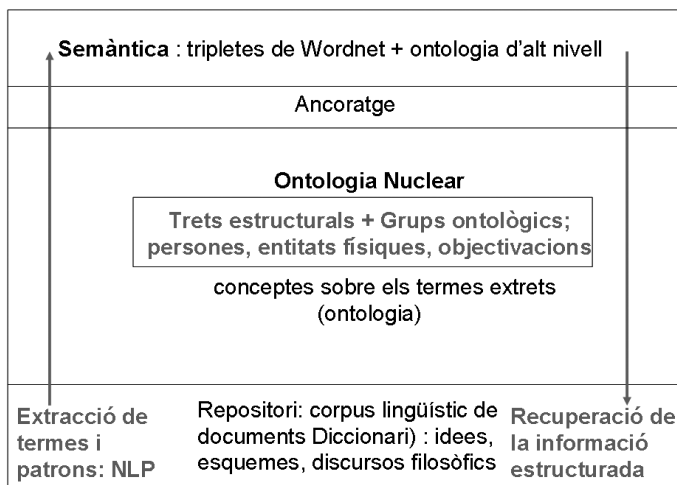 Semàntica : tripletes de Wordnet + ontologia d'alt nivell
Ancoratge
Ontologia Nuclear
Trets estructurals + Grups ontològics;
persones, entitats físiques, objectivacions
conceptes sobre els termes extrets
(ontologia)
Extracció de
termes i
patrons: NLP
Repositori: corpus lingüístic de
documents Diccionari) : idees,
esquemes, discursos filosòfics
Recuperació de
la informació
estructurada